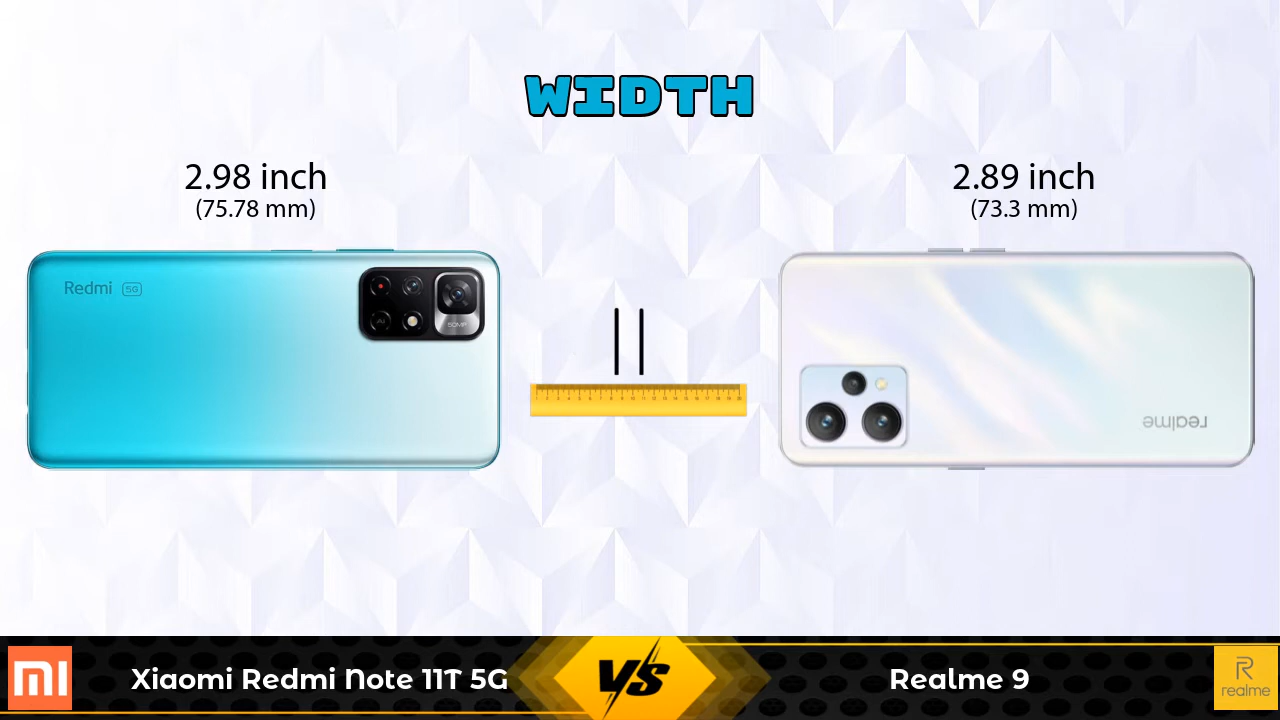 WIDTH
2.98 inch
(75.78 mm)
2.89 inch
(73.3 mm)
Redmi 5G
AI
50MP
realme
Xiaomi Redmi Note 11T 5G
VS
Realme 9
realme